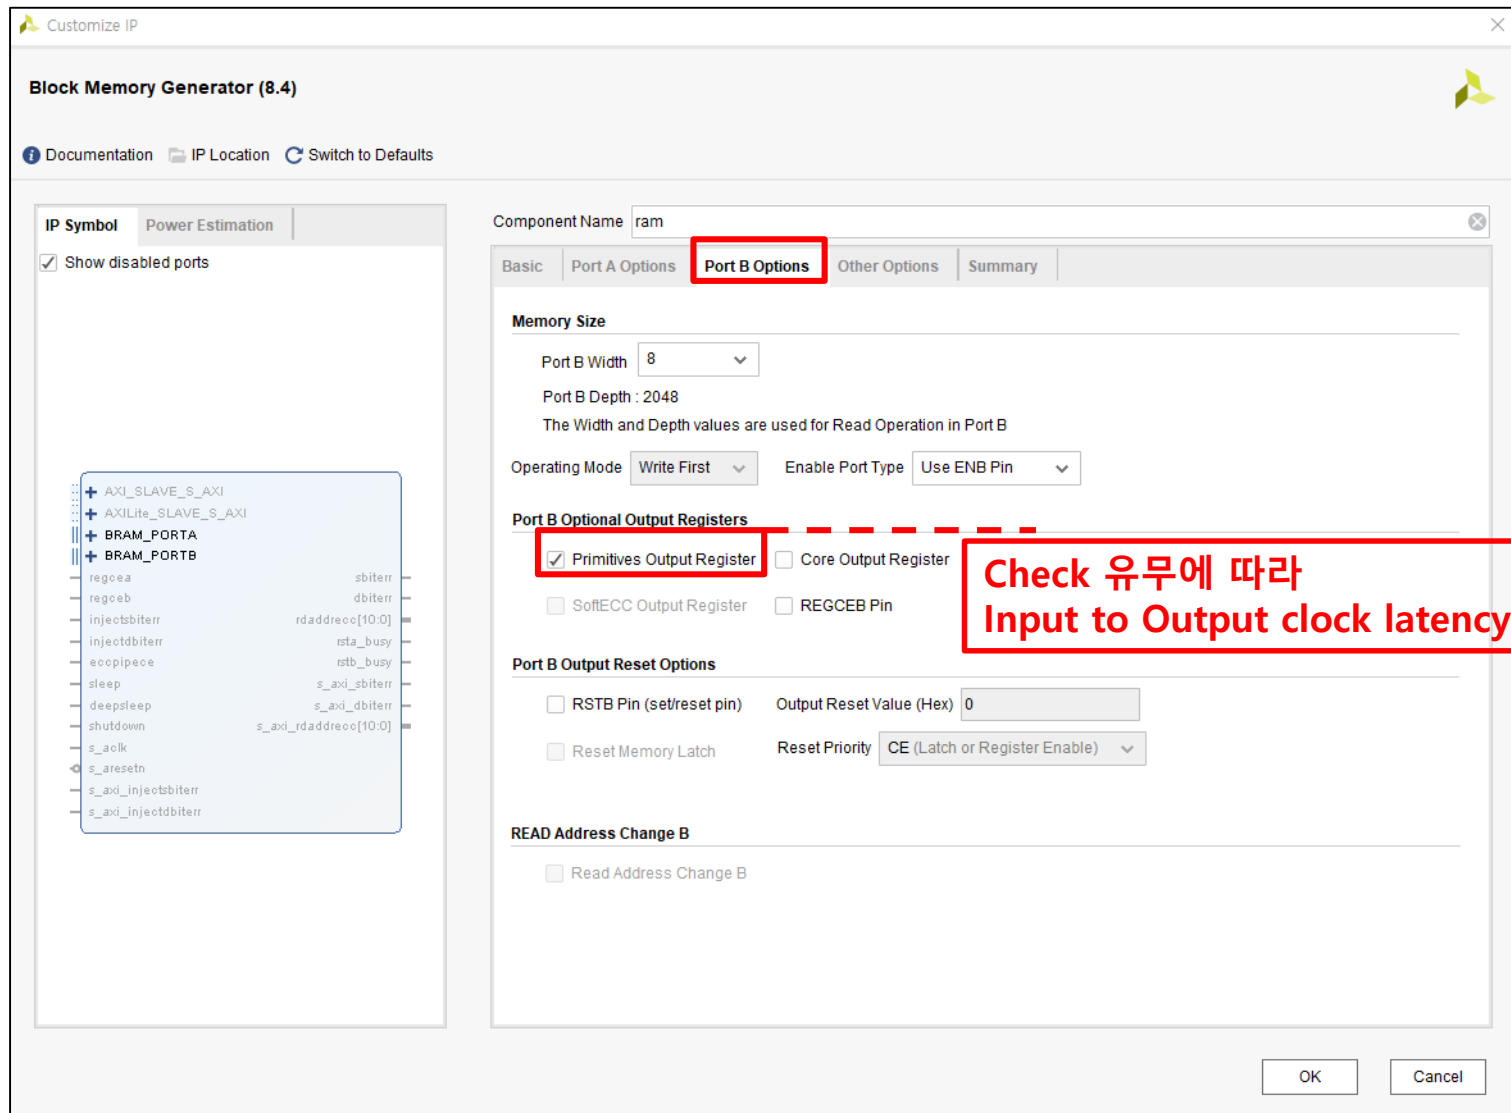 Customize IP
Block Memory Generator (8.4)
Documentation IP Location Switch to Defaults
IP Symbol Power Estimation
Show disabled ports
AXI_SLAVE_S_AXI
AXILite_SLAVE_S_AXI
BRAM_PORTA
BRAM_PORTB
regcea sbiterr
regceb dbiterr
injectsbiterr rdaddrecc[10:0]
injectdbiterr rsta_busy
eccpipece rstb_busy
sleep s_axi_sbiterr
deepsleep s_axi_dbiterr
shutdown s_axi_rdaddrecc[10:0]
s_aclk
s_aresetn
s_axi_injectsbiterr
s_axi_injectdbiterr
Component Name ram
Basic Port A Options Port B Options Other Options Summary
Memory Size
Port B Width 8
Port B Depth : 2048
The Width and Depth values are used for Read Operation in Port B
Operating Mode Write First Enable Port Type Use ENB Pin
Port B Optional Output Registers
Primitives Output Register Core Output Register
SoftECC Output Register REGCEB Pin
Check 유무에 따라
Input to Output clock latency
Port B Output Reset Options
RSTB Pin (set/reset pin) Output Reset Value (Hex) 0
Reset Memory Latch Reset Priority CE (Latch or Register Enable)
READ Address Change B
Read Address Change B
OK Cancel